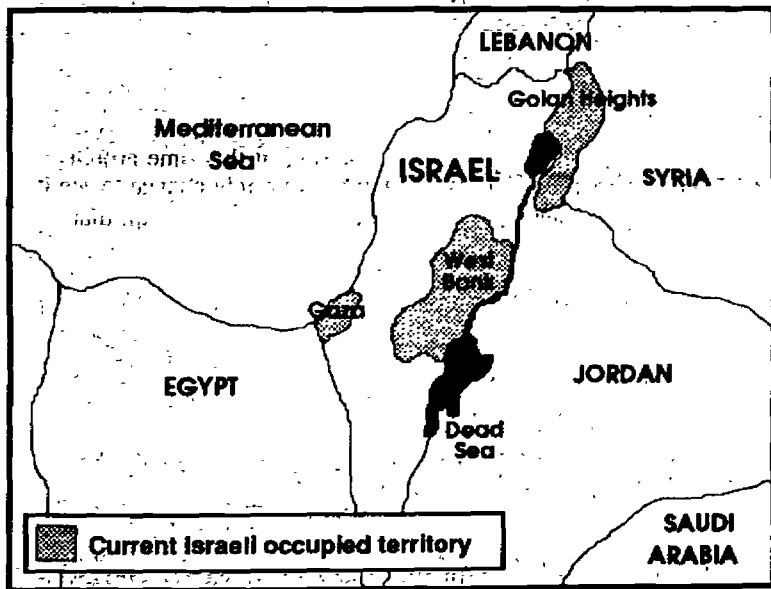 LEBANON
Golan Heights
Mediterranean
Sea
ISRAEL
SYRIA
West
Bank
Gaza
EGYPT
JORDAN
Dead
Sea
Current Israeli occupied territory
SAUDI
ARABIA